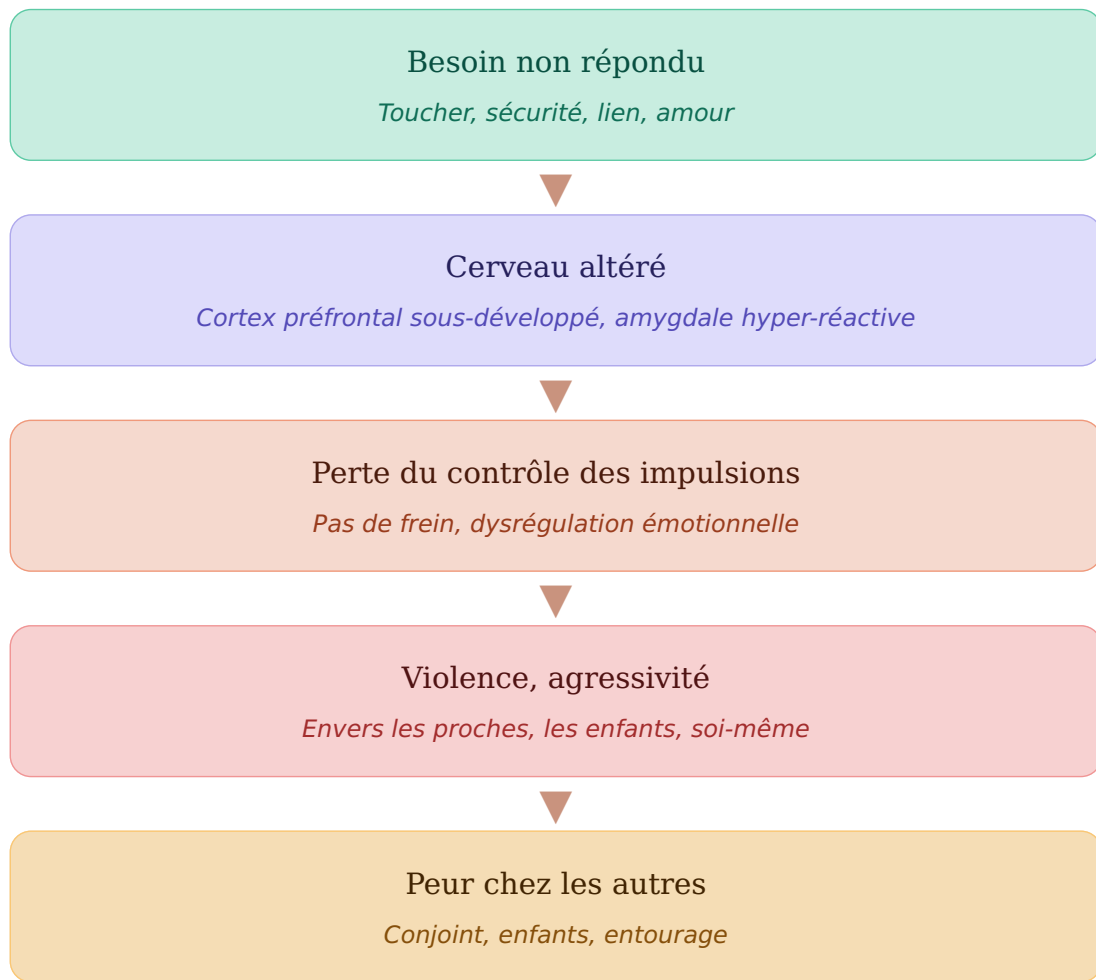 Besoin non répondu
Toucher, sécurité, lien, amour
Cerveau altéré
Cortex préfrontal sous-développé, amygdale hyper-réactive
Perte du contrôle des impulsions
Pas de frein, dysrégulation émotionnelle
Violence, agressivité
Envers les proches, les enfants, soi-même
Peur chez les autres
Conjoint, enfants, entourage